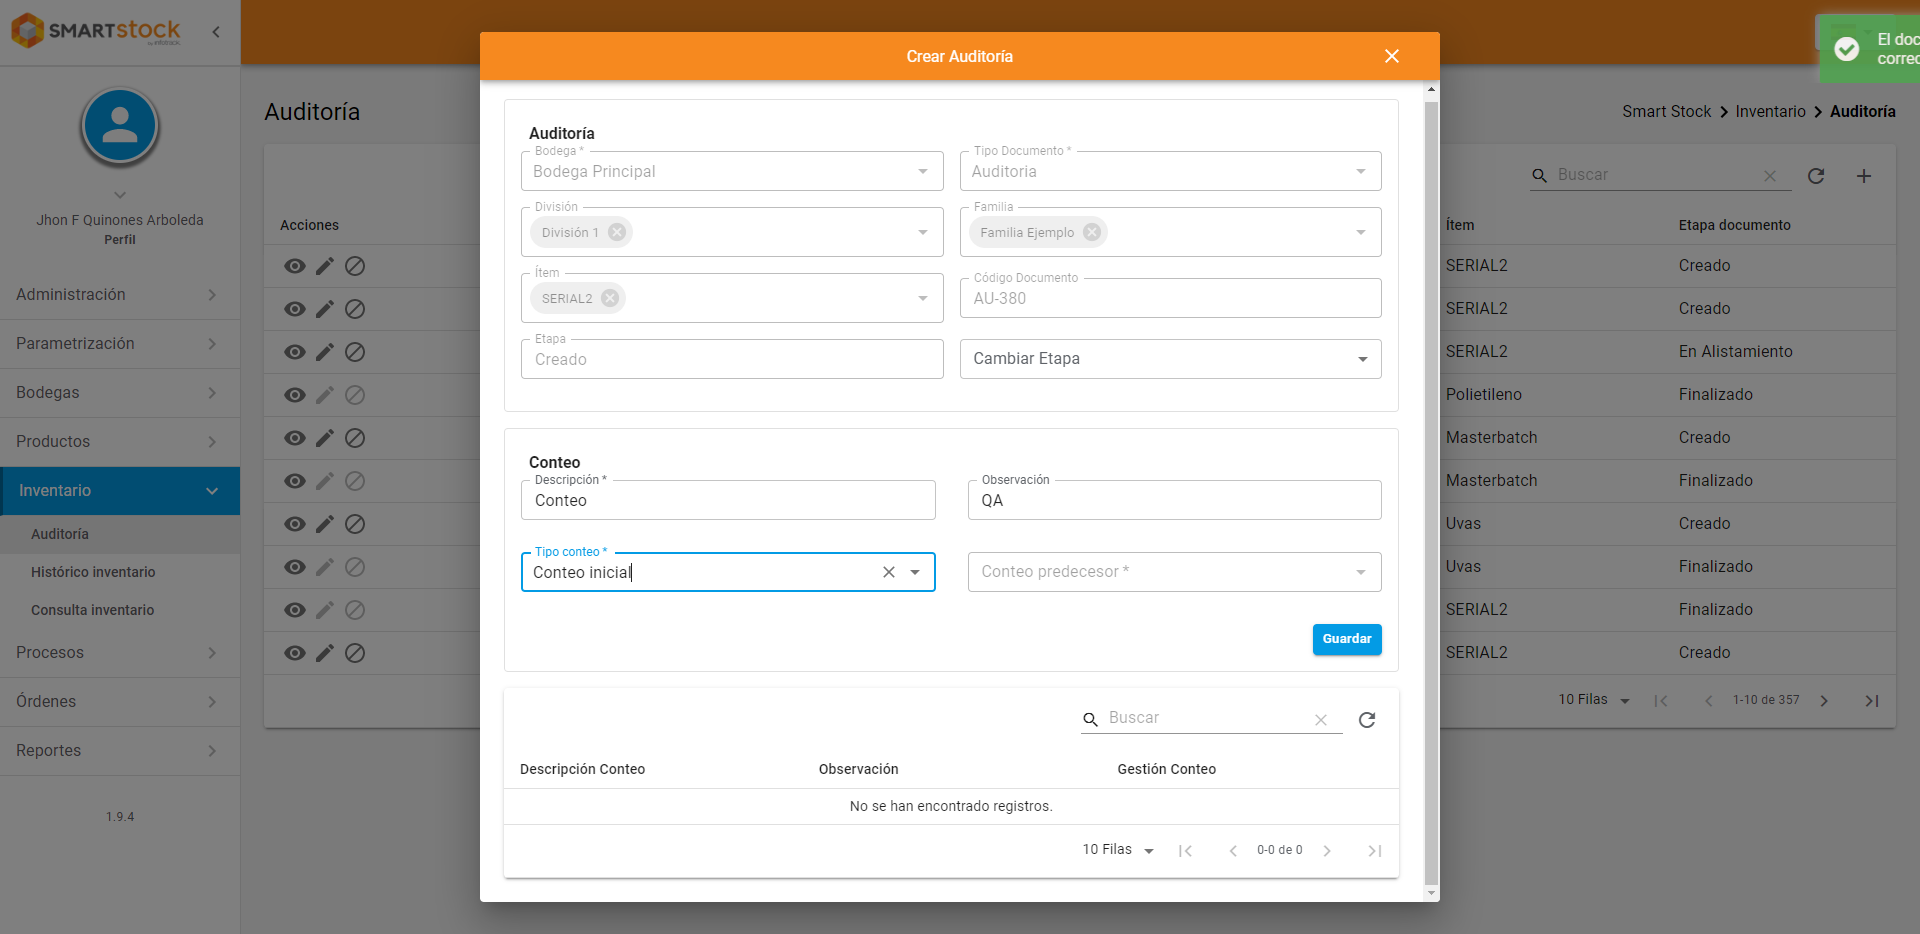 SMARTSTOCK
by infotrack
Jhon F Quinones Arboleda
Perfil
Administración
Parametrización
Bodegas
Productos
Inventario
Auditoría
Histórico inventario
Consulta inventario
Procesos
Órdenes
Reportes
1.9.4
Auditoría
Smart Stock
Inventario
Auditoría
El doc
correc
Buscar
Acciones
Ítem
Etapa documento
SERIAL2
Creado
SERIAL2
Creado
SERIAL2
En Alistamiento
Polietileno
Finalizado
Masterbatch
Creado
Masterbatch
Finalizado
Uvas
Creado
Uvas
Finalizado
SERIAL2
Finalizado
SERIAL2
Creado
10 Filas
1-10 de 357
Crear Auditoría
Auditoría
Bodega *
Bodega Principal
Tipo Documento *
Auditoria
División
División 1
Familia
Familia Ejemplo
Ítem
SERIAL2
Código Documento
AU-380
Etapa
Creado
Cambiar Etapa
Conteo
Descripción *
Conteo
Observación
QA
Tipo conteo *
Conteo inicial
Conteo predecesor *
Guardar
Buscar
Descripción Conteo
Observación
Gestión Conteo
No se han encontrado registros.
10 Filas
0-0 de 0